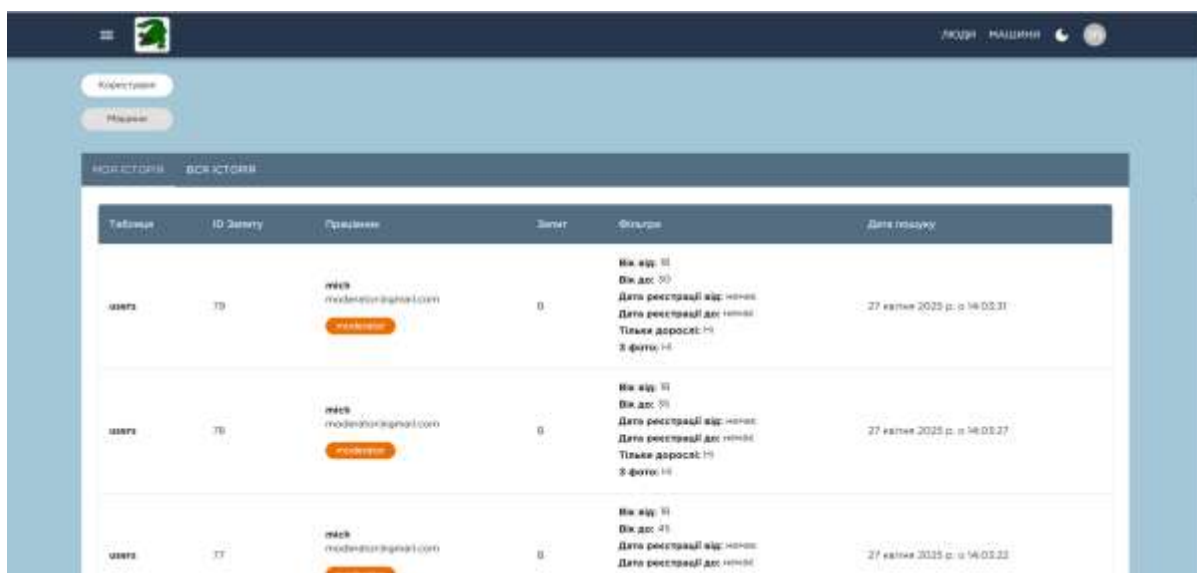 ЛЮДИ МАШИНИ
Користувачі
Машини
МОЯ ІСТОРІЯ ВСЯ ІСТОРІЯ
Таблиця ID Запиту Працівник Запит Фільтри Дата пошуку
Вік від: 18
Вік до: 30
mich
Дата реєстрації від: немає
users 79 moderator@gmail.com 27 квітня 2025 р. о 14:03:31
Дата реєстрації до: немає
moderator
Тільки дорослі: Ні
З фото: Ні
Вік від: 18
Вік до: 35
mich
Дата реєстрації від: немає
users 78 moderator@gmail.com 27 квітня 2025 р. о 14:03:27
Дата реєстрації до: немає
moderator
Тільки дорослі: Ні
З фото: Ні
Вік від: 18
Вік до: 45
mich
Дата реєстрації від: немає
users 77 moderator@gmail.com 27 квітня 2025 р. о 14:03:22
Дата реєстрації до: немає